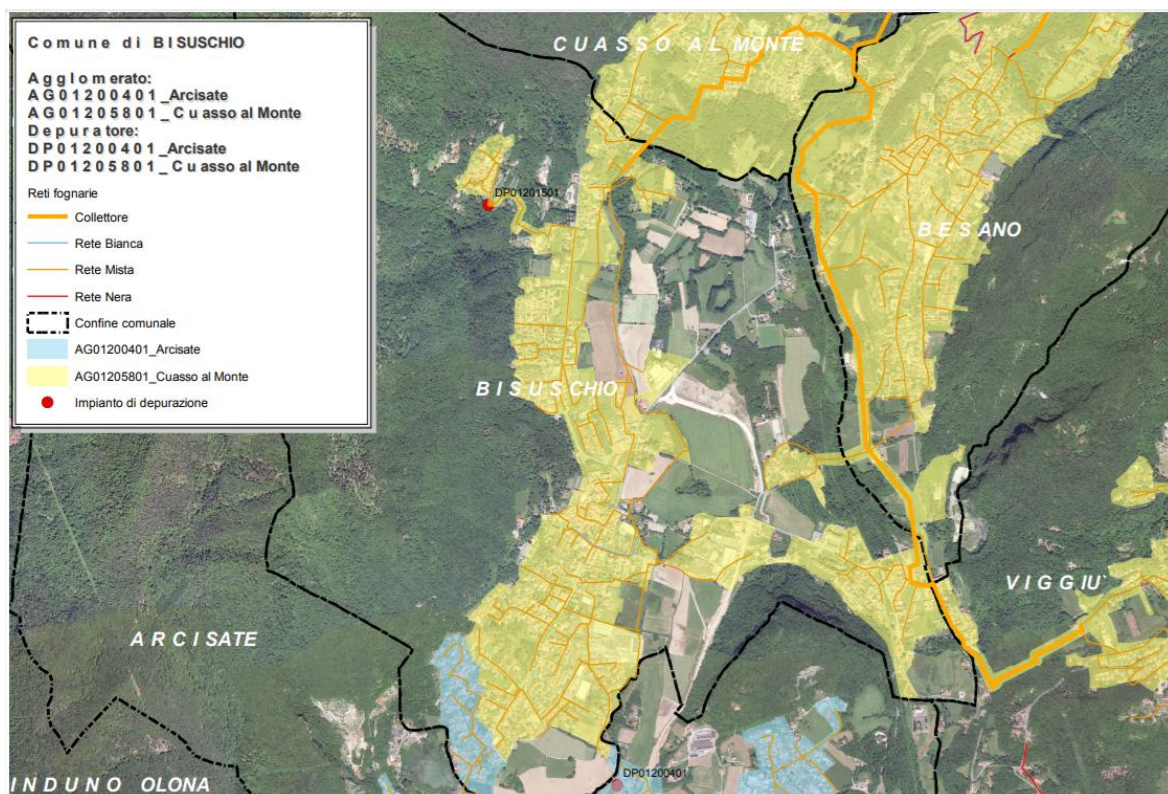 Comune di BISUSCHIO
Agglomerato:
AG01200401_Arcisate
AG01205801_Cuasso al Monte
Depuratore:
DP01200401_Arcisate
DP01205801_Cuasso al Monte
Reti fognarie
Collettore
Rete Bianca
Rete Mista
Rete Nera
Confine comunale
AG01200401_Arcisate
AG01205801_Cuasso al Monte
Impianto di depurazione
CUASSO AL MONTE
DP01201501
BESANO
BISUSCHIO
VIGGIU`
ARCISATE
DP01200401
INDUNO OLONA